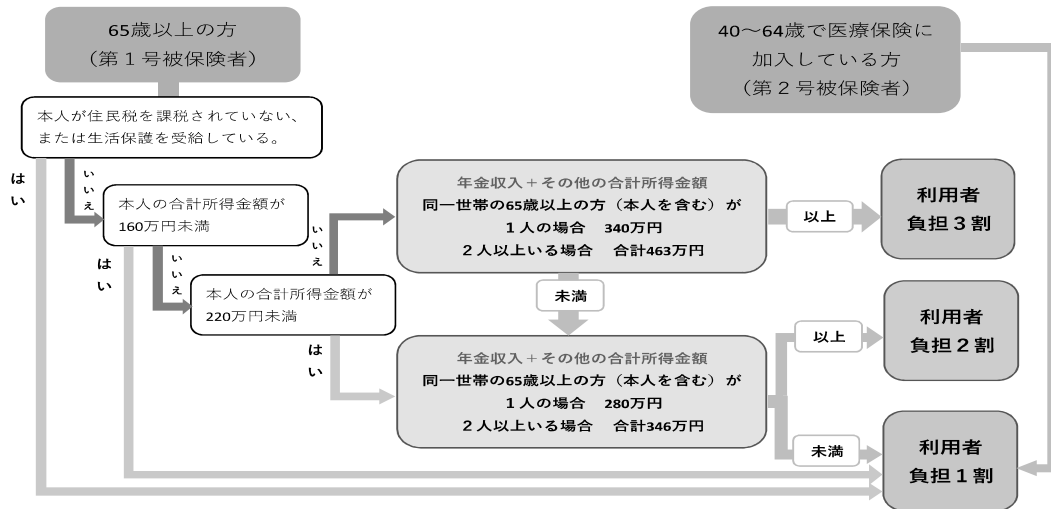 65歳以上の方
（第１号被保険者）
40～64歳で医療保険に
加入している方
（第２号被保険者）
本人が住民税を課税されていない、
または生活保護を受給している。
はい
いいえ
本人の合計所得金額が
160万円未満
はい
いいえ
本人の合計所得金額が
220万円未満
いいえ
はい
年金収入＋その他の合計所得金額
同一世帯の65歳以上の方（本人を含む）が
１人の場合　340万円
２人以上いる場合　合計463万円
以上
利用者
負担３割
未満
年金収入＋その他の合計所得金額
同一世帯の65歳以上の方（本人を含む）が
１人の場合　280万円
２人以上いる場合　合計346万円
以上
利用者
負担２割
未満
利用者
負担１割